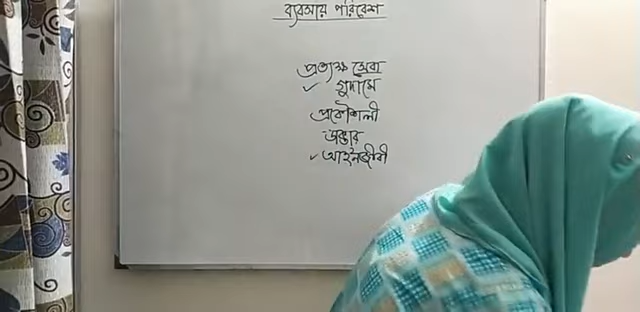 ব্যবসায় পরিবেশ
প্রত্যক্ষ সেবা
✓ গুদামে
প্রকৌশলী
ডাক্তার
✓ আইনজীবী